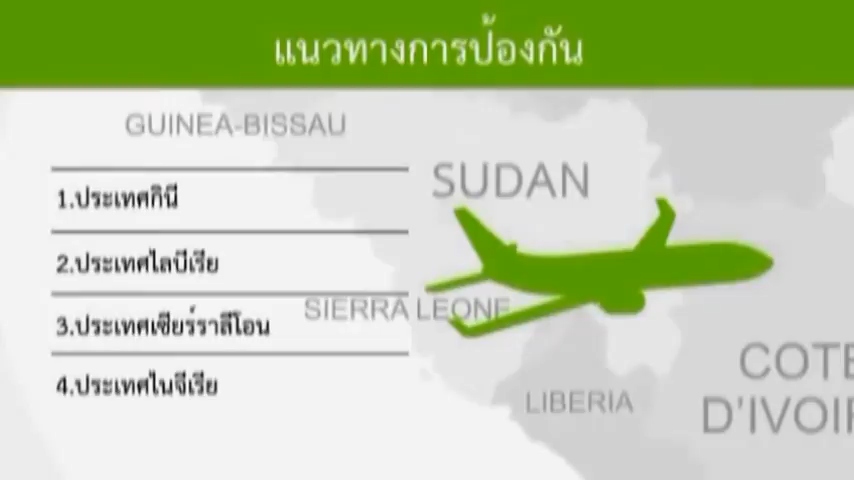 แนวทางการป้องกัน
GUINEA-BISSAU
SUDAN
1.ประเทศกินี
2.ประเทศไลบีเรีย
SIERRA LEONE
3.ประเทศเซียร์ราลีโอน
COTE
4.ประเทศไนจีเรีย
LIBERIA
D'IVOIR